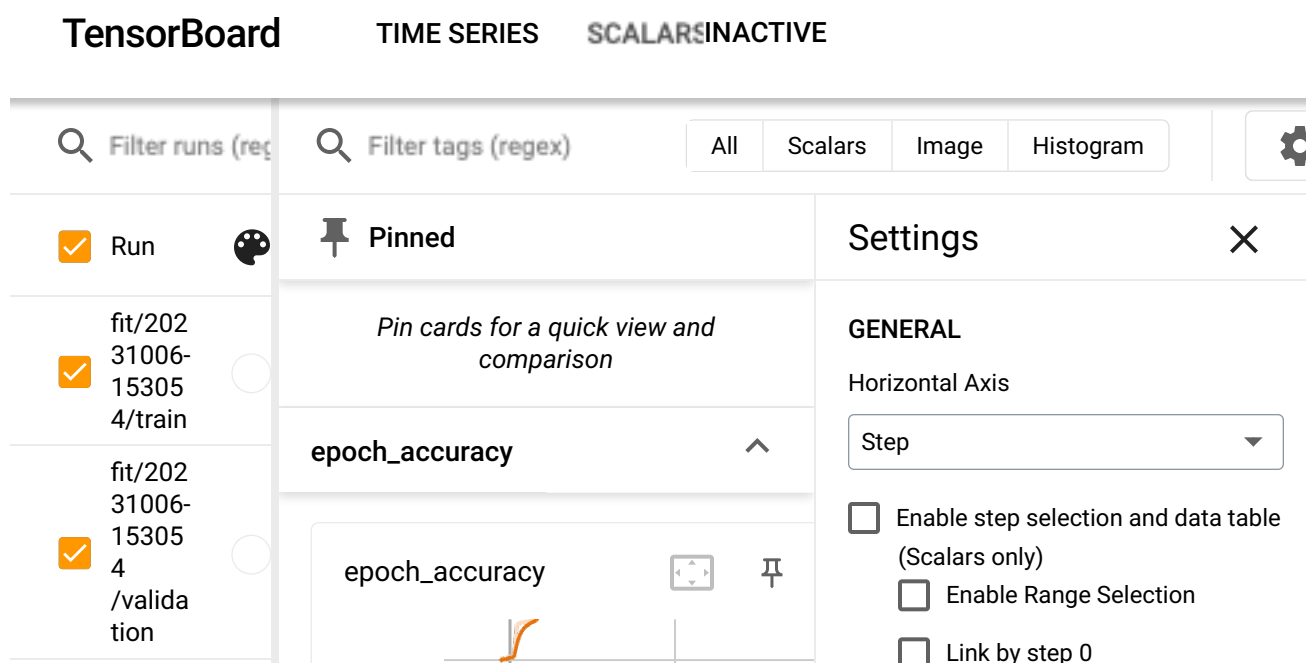 TensorBoard
TIME SERIES
SCALARS
INACTIVE
Filter runs (reg
Filter tags (regex)
All
Scalars
Image
Histogram
Run
Pinned
Settings
fit/202
31006-
15305
4/train
Pin cards for a quick view and
comparison
GENERAL
Horizontal Axis
Step
fit/202
31006-
15305
4
/valida
tion
epoch_accuracy
epoch_accuracy
Enable step selection and data table
(Scalars only)
Enable Range Selection
Link by step 0